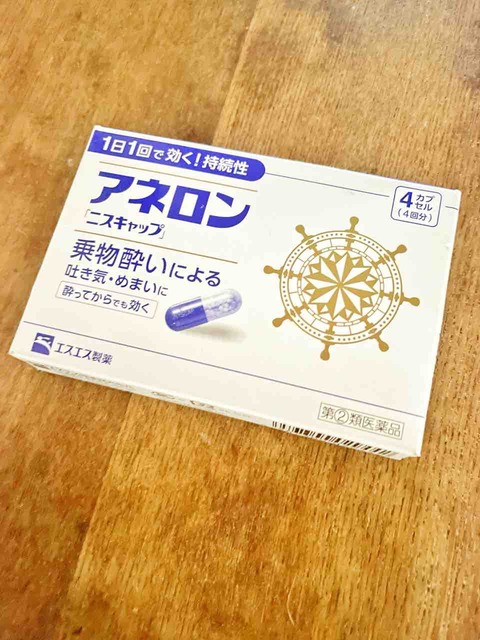 1日1回で効く!持続性
アネロン
「ニスキャップ」
4カプセル
(4回分)
乗物酔いによる
吐き気・めまいに
酔ってからでも効く
エスエス製薬
指定②類医薬品